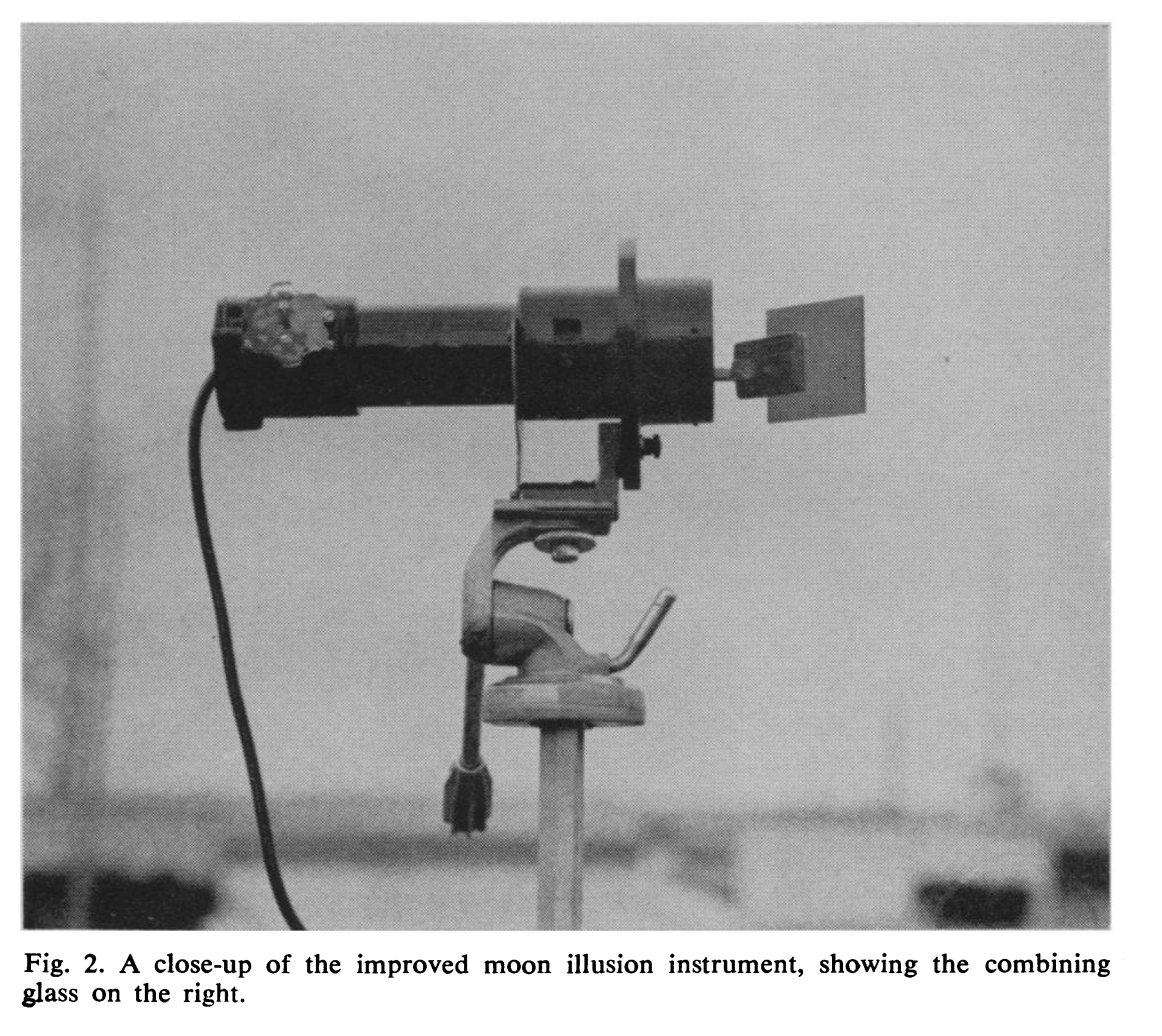 Fig. 2. A close-up of the improved moon illusion instrument, showing the combining
glass on the right.